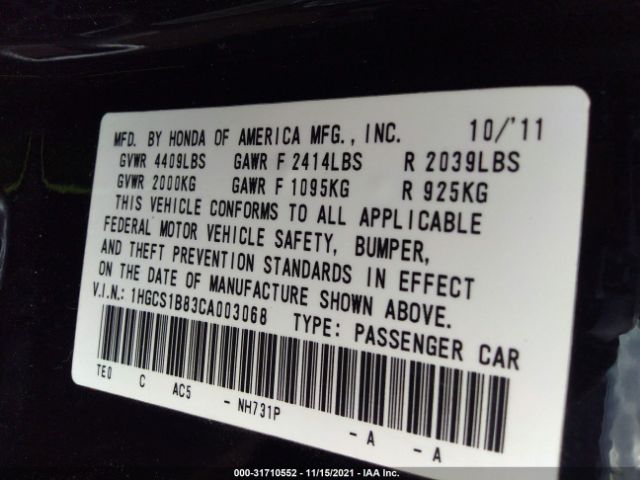 MFD. BY HONDA OF AMERICA MFG., INC. 10/'11
GVWR 4409LBS GAWR F 2414LBS R 2039LBS
GVWR 2000KG GAWR F 1095KG R 925KG
THIS VEHICLE CONFORMS TO ALL APPLICABLE
FEDERAL MOTOR VEHICLE SAFETY, BUMPER,
AND THEFT PREVENTION STANDARDS IN EFFECT
ON THE DATE OF MANUFACTURE SHOWN ABOVE.
V.I.N.: 1HGCS1B83CA003068 TYPE: PASSENGER CAR
TE0 C AC5 - NH731P - A - A
000-31710552 - 11/15/2021 - IAA Inc.